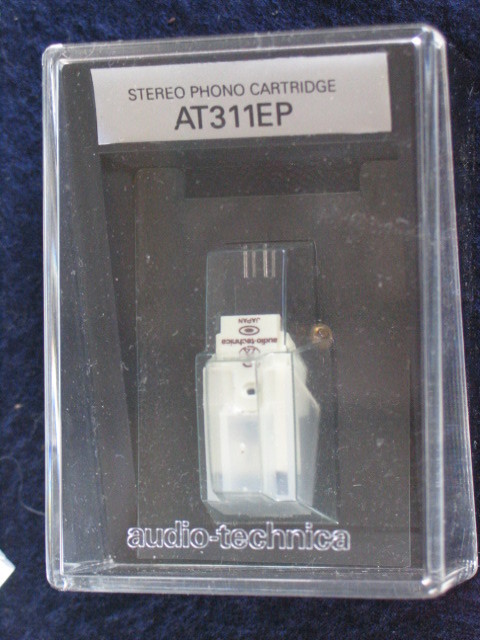 STEREO PHONO CARTRIDGE
AT311EP
JAPAN
audio-technica
audio-technica